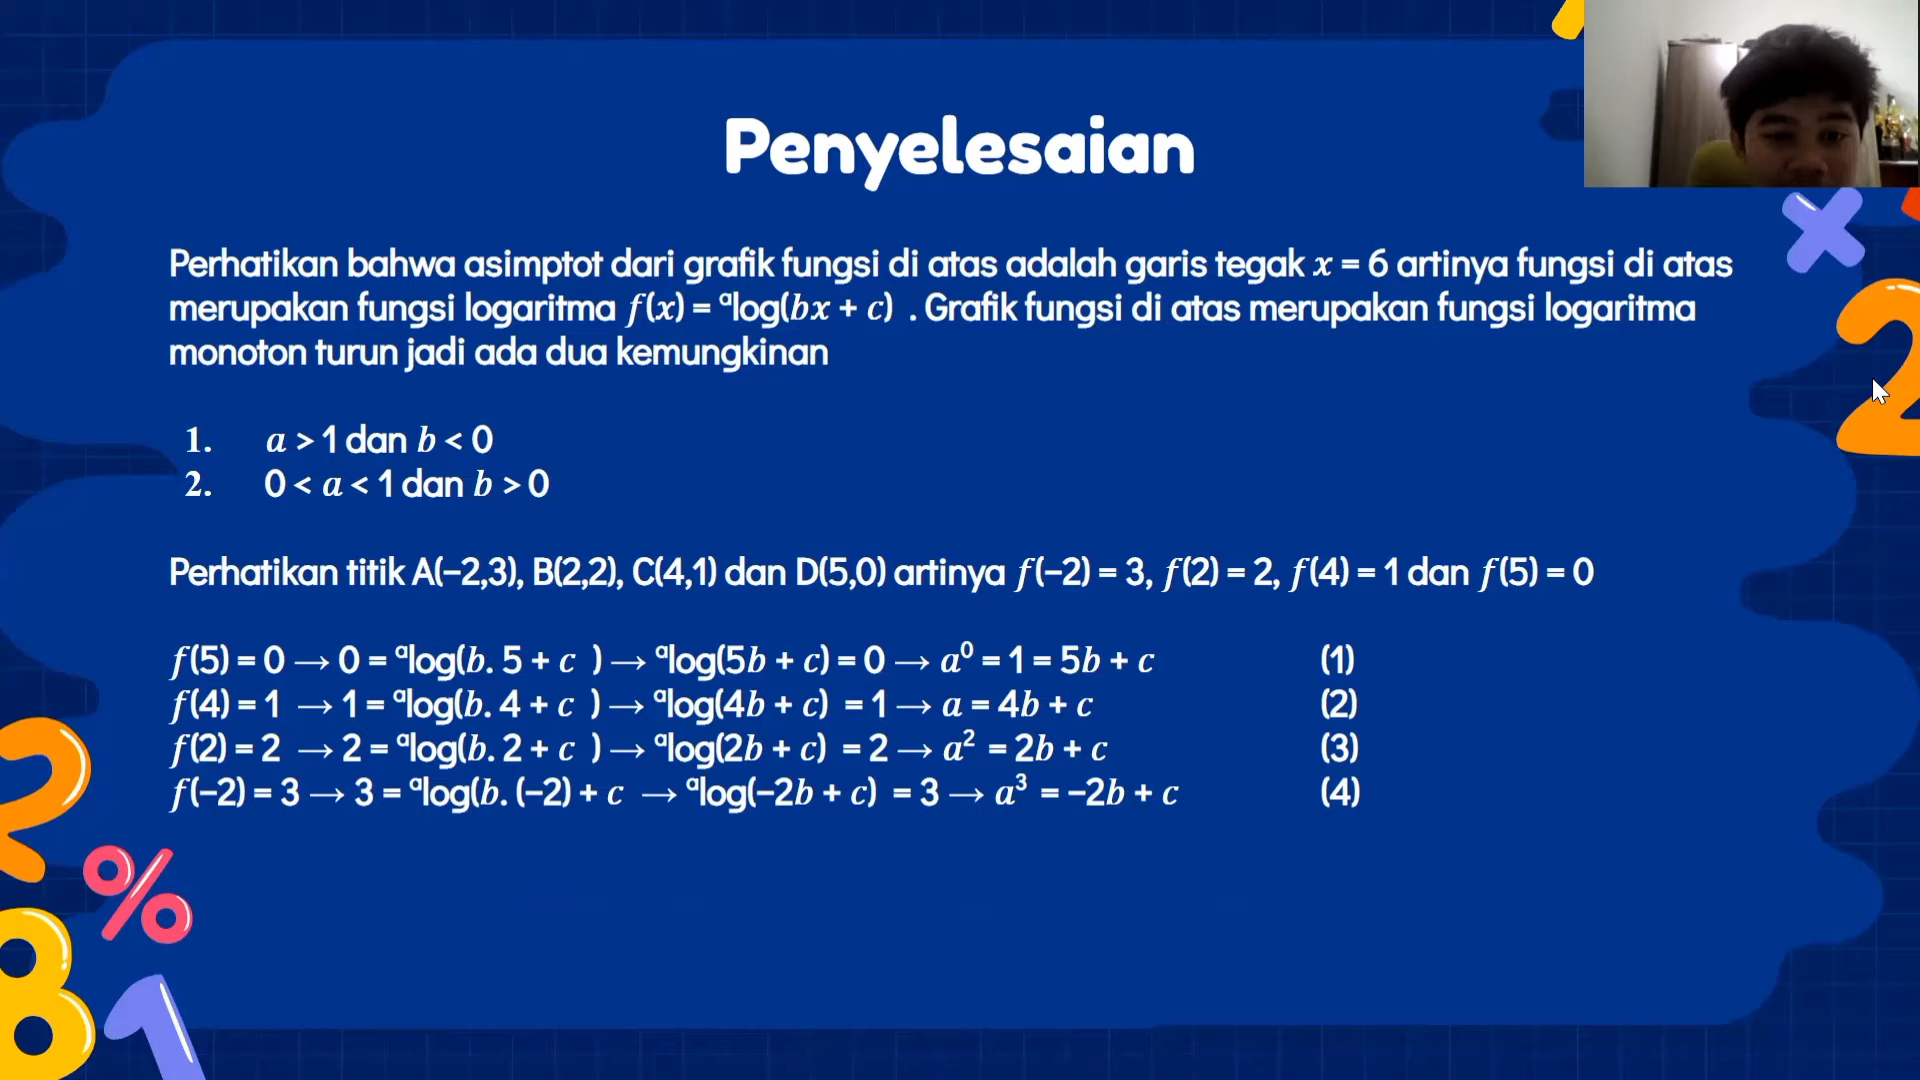 Penyelesaian
Perhatikan bahwa asimptot dari grafik fungsi di atas adalah garis tegak x = 6 artinya fungsi di atas
merupakan fungsi logaritma f(x) = ᵃlog(bx + c) . Grafik fungsi di atas merupakan fungsi logaritma
monoton turun jadi ada dua kemungkinan
1. a > 1 dan b < 0
2. 0 < a < 1 dan b > 0
Perhatikan titik A(−2,3), B(2,2), C(4,1) dan D(5,0) artinya f(−2) = 3, f(2) = 2, f(4) = 1 dan f(5) = 0
f(5) = 0 → 0 = ᵃlog(b. 5 + c ) → ᵃlog(5b + c) = 0 → a⁰ = 1 = 5b + c (1)
f(4) = 1 → 1 = ᵃlog(b. 4 + c ) → ᵃlog(4b + c) = 1 → a = 4b + c (2)
f(2) = 2 → 2 = ᵃlog(b. 2 + c ) → ᵃlog(2b + c) = 2 → a² = 2b + c (3)
f(−2) = 3 → 3 = ᵃlog(b. (−2) + c → ᵃlog(−2b + c) = 3 → a³ = −2b + c (4)
2
2
%
8
1